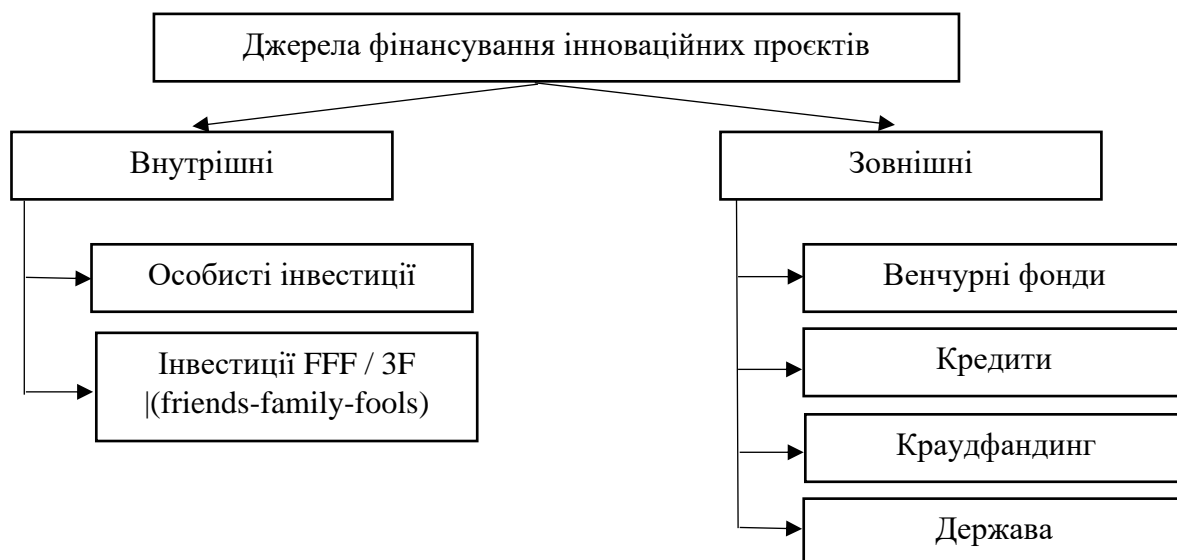 Джерела фінансування інноваційних проєктів
Внутрішні
Особисті інвестиції
Інвестиції FFF / 3F
|(friends-family-fools)
Зовнішні
Венчурні фонди
Кредити
Краудфандинг
Держава